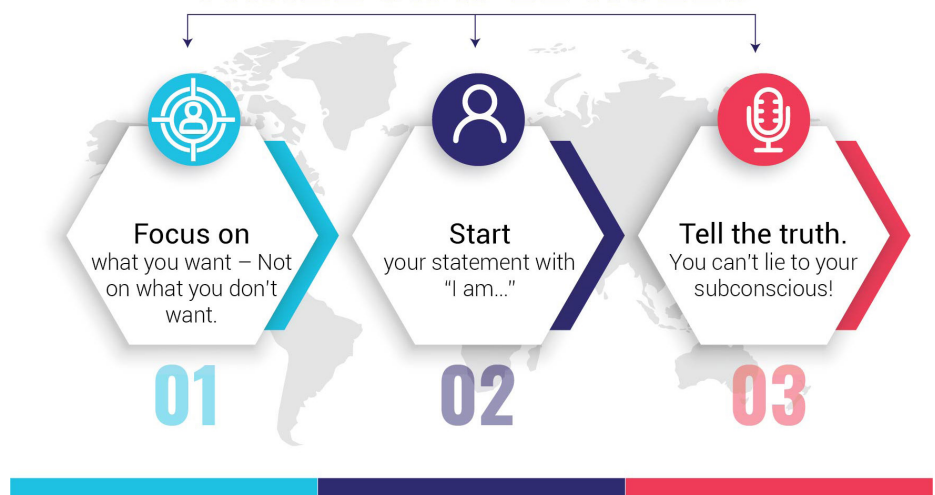 Focus on
what you want – Not
on what you don't
want.
01
Start
your statement with
“I am...”
02
Tell the truth.
You can't lie to your
subconscious!
03